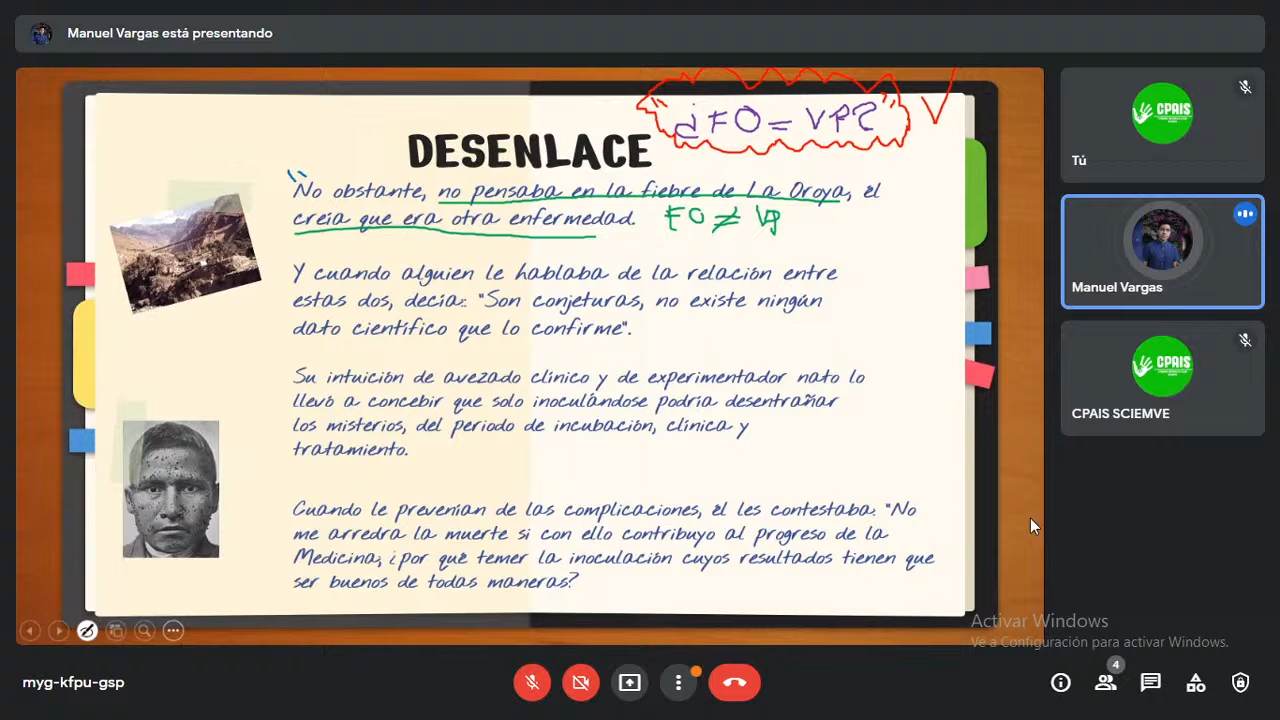 Manuel Vargas está presentando
"¿FO = VP?" V
DESENLACE
"No obstante, no pensaba en la fiebre de La Oroya, él
creía que era otra enfermedad. FO ≠ VP
Y cuando alguien le hablaba de la relación entre
estas dos, decía: "Son conjeturas, no existe ningún
dato científico que lo confirme".
Su intuición de avezado clínico y de experimentador nato lo
llevó a concebir que solo inoculándose podría desentrañar
los misterios, del periodo de incubación, clínica y
tratamiento.
Cuando le prevenían de las complicaciones, él les contestaba: "No
me arredra la muerte si con ello contribuyo al progreso de la
Medicina, ¿Por qué temer la inoculación cuyos resultados tienen que
ser buenos de todas maneras?
CPAIS
Tú
Manuel Vargas
CPAIS
CPAIS SCIEMVE
Activar Windows
Ve a Configuración para activar Windows.
myg-kfpu-gsp
4